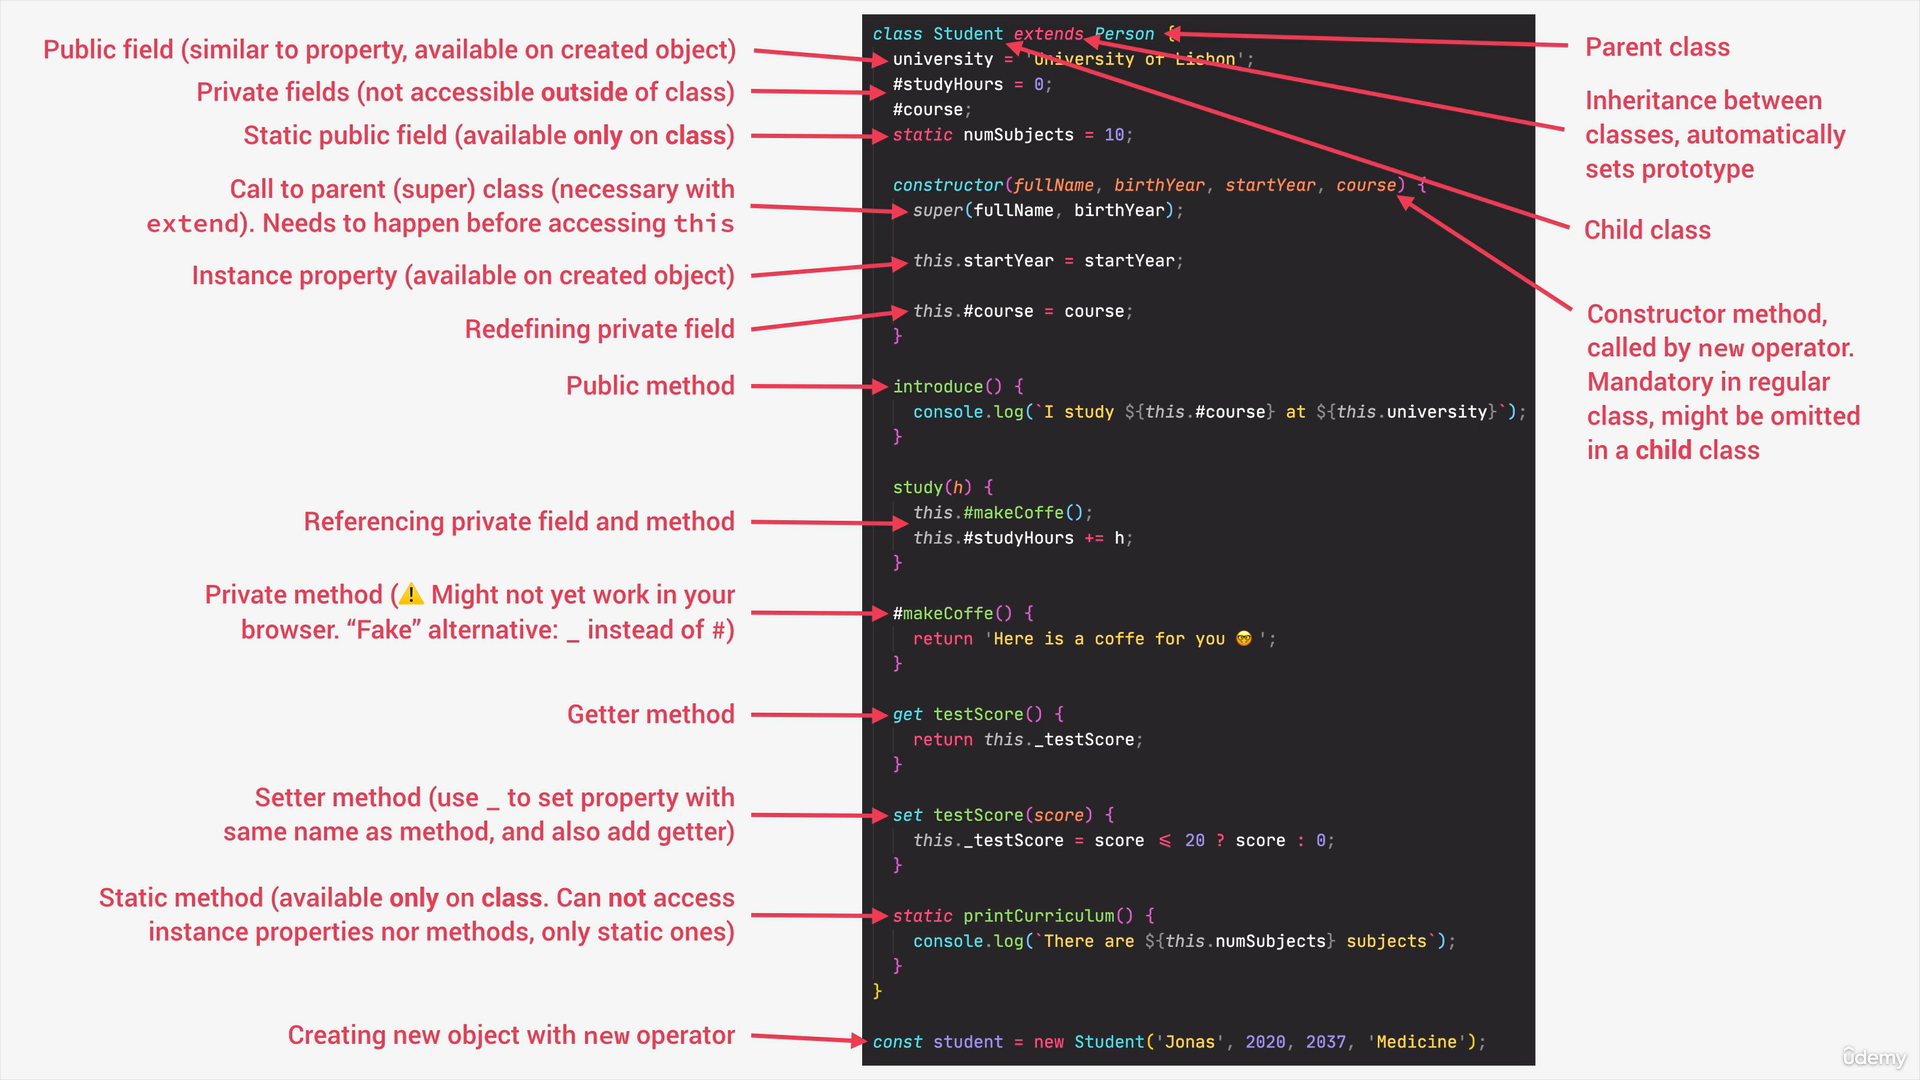 Public field (similar to property, available on created object)
Private fields (not accessible outside of class)
Static public field (available only on class)
Call to parent (super) class (necessary with
extend). Needs to happen before accessing this
Instance property (available on created object)
Redefining private field
Public method
Referencing private field and method
Private method (⚠️ Might not yet work in your
browser. “Fake” alternative: _ instead of #)
Getter method
Setter method (use _ to set property with
same name as method, and also add getter)
Static method (available only on class. Can not access
instance properties nor methods, only static ones)
Creating new object with new operator
class Student extends Person {
university = 'University of Lisbon';
#studyHours = 0;
#course;
static numSubjects = 10;
constructor(fullName, birthYear, startYear, course) {
super(fullName, birthYear);
this.startYear = startYear;
this.#course = course;
}
introduce() {
console.log(`I study ${this.#course} at ${this.university}`);
}
study(h) {
this.#makeCoffe();
this.#studyHours += h;
}
#makeCoffe() {
return 'Here is a coffe for you 🤓 ';
}
get testScore() {
return this._testScore;
}
set testScore(score) {
this._testScore = score ⩽ 20 ? score : 0;
}
static printCurriculum() {
console.log(`There are ${this.numSubjects} subjects`);
}
}
const student = new Student('Jonas', 2020, 2037, 'Medicine');
Parent class
Inheritance between
classes, automatically
sets prototype
Child class
Constructor method,
called by new operator.
Mandatory in regular
class, might be omitted
in a child class
ûdemy